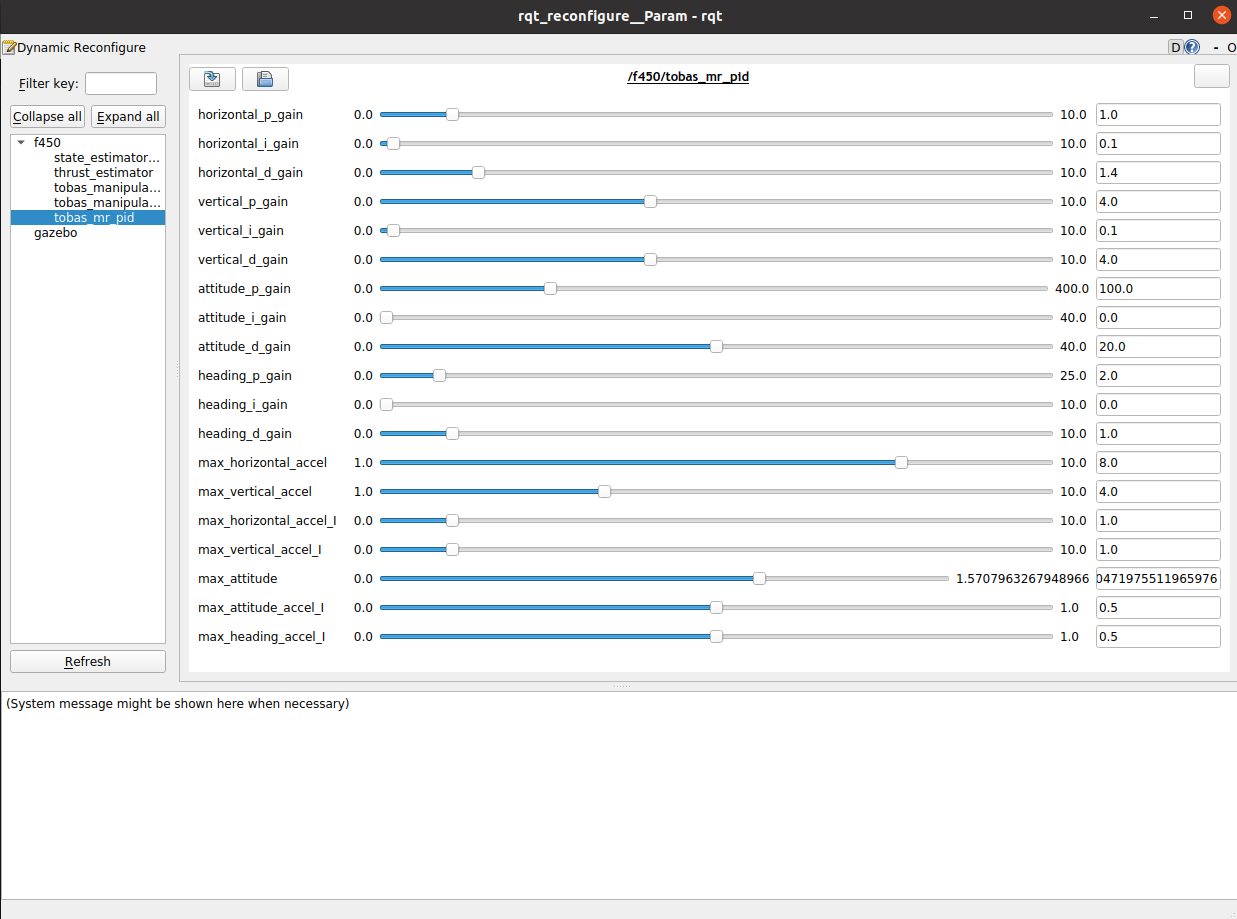 rqt_reconfigure__Param - rqt
Dynamic Reconfigure
D ? - O
Filter key:
/f450/tobas_mr_pid
Collapse all Expand all
f450
state_estimator...
thrust_estimator
tobas_manipula...
tobas_manipula...
tobas_mr_pid
gazebo
Refresh
horizontal_p_gain 0.0 10.0 1.0
horizontal_i_gain 0.0 10.0 0.1
horizontal_d_gain 0.0 10.0 1.4
vertical_p_gain 0.0 10.0 4.0
vertical_i_gain 0.0 10.0 0.1
vertical_d_gain 0.0 10.0 4.0
attitude_p_gain 0.0 400.0 100.0
attitude_i_gain 0.0 40.0 0.0
attitude_d_gain 0.0 40.0 20.0
heading_p_gain 0.0 25.0 2.0
heading_i_gain 0.0 10.0 0.0
heading_d_gain 0.0 10.0 1.0
max_horizontal_accel 1.0 10.0 8.0
max_vertical_accel 1.0 10.0 4.0
max_horizontal_accel_I 0.0 10.0 1.0
max_vertical_accel_I 0.0 10.0 1.0
max_attitude 0.0 1.5707963267948966 0471975511965976
max_attitude_accel_I 0.0 1.0 0.5
max_heading_accel_I 0.0 1.0 0.5
(System message might be shown here when necessary)